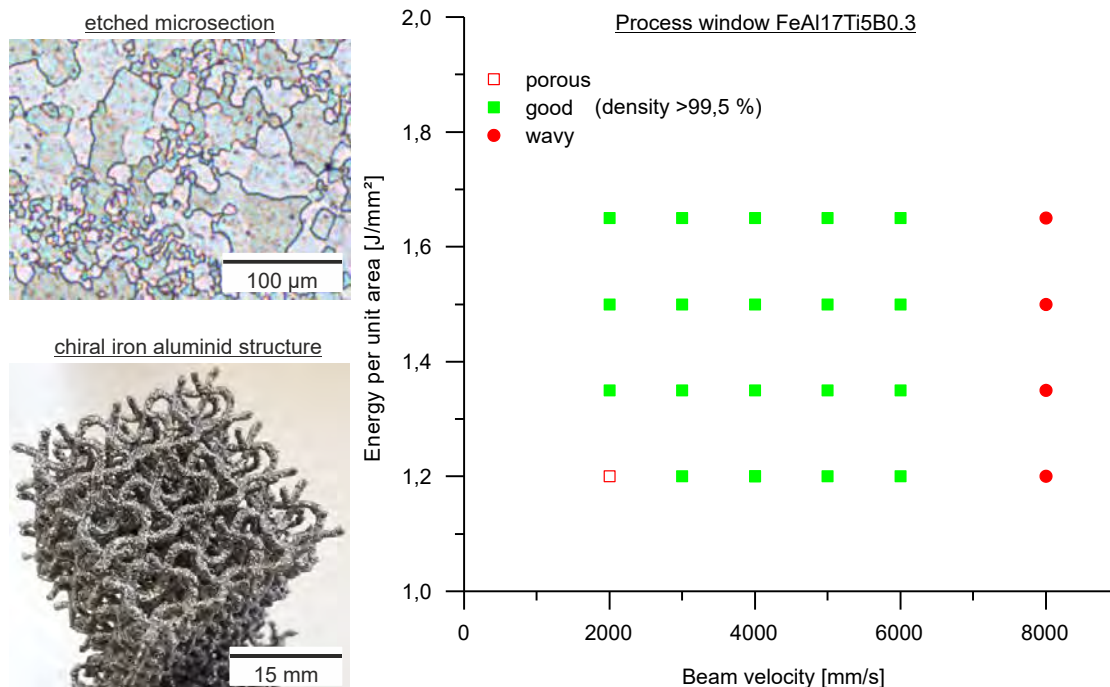 etched microsection
100 µm
chiral iron aluminid structure
15 mm
Process window FeAl17Ti5B0.3
porous
good (density >99,5 %)
wavy
Energy per unit area [J/mm²]
2,0
1,8
1,6
1,4
1,2
1,0
0 2000 4000 6000 8000
Beam velocity [mm/s]